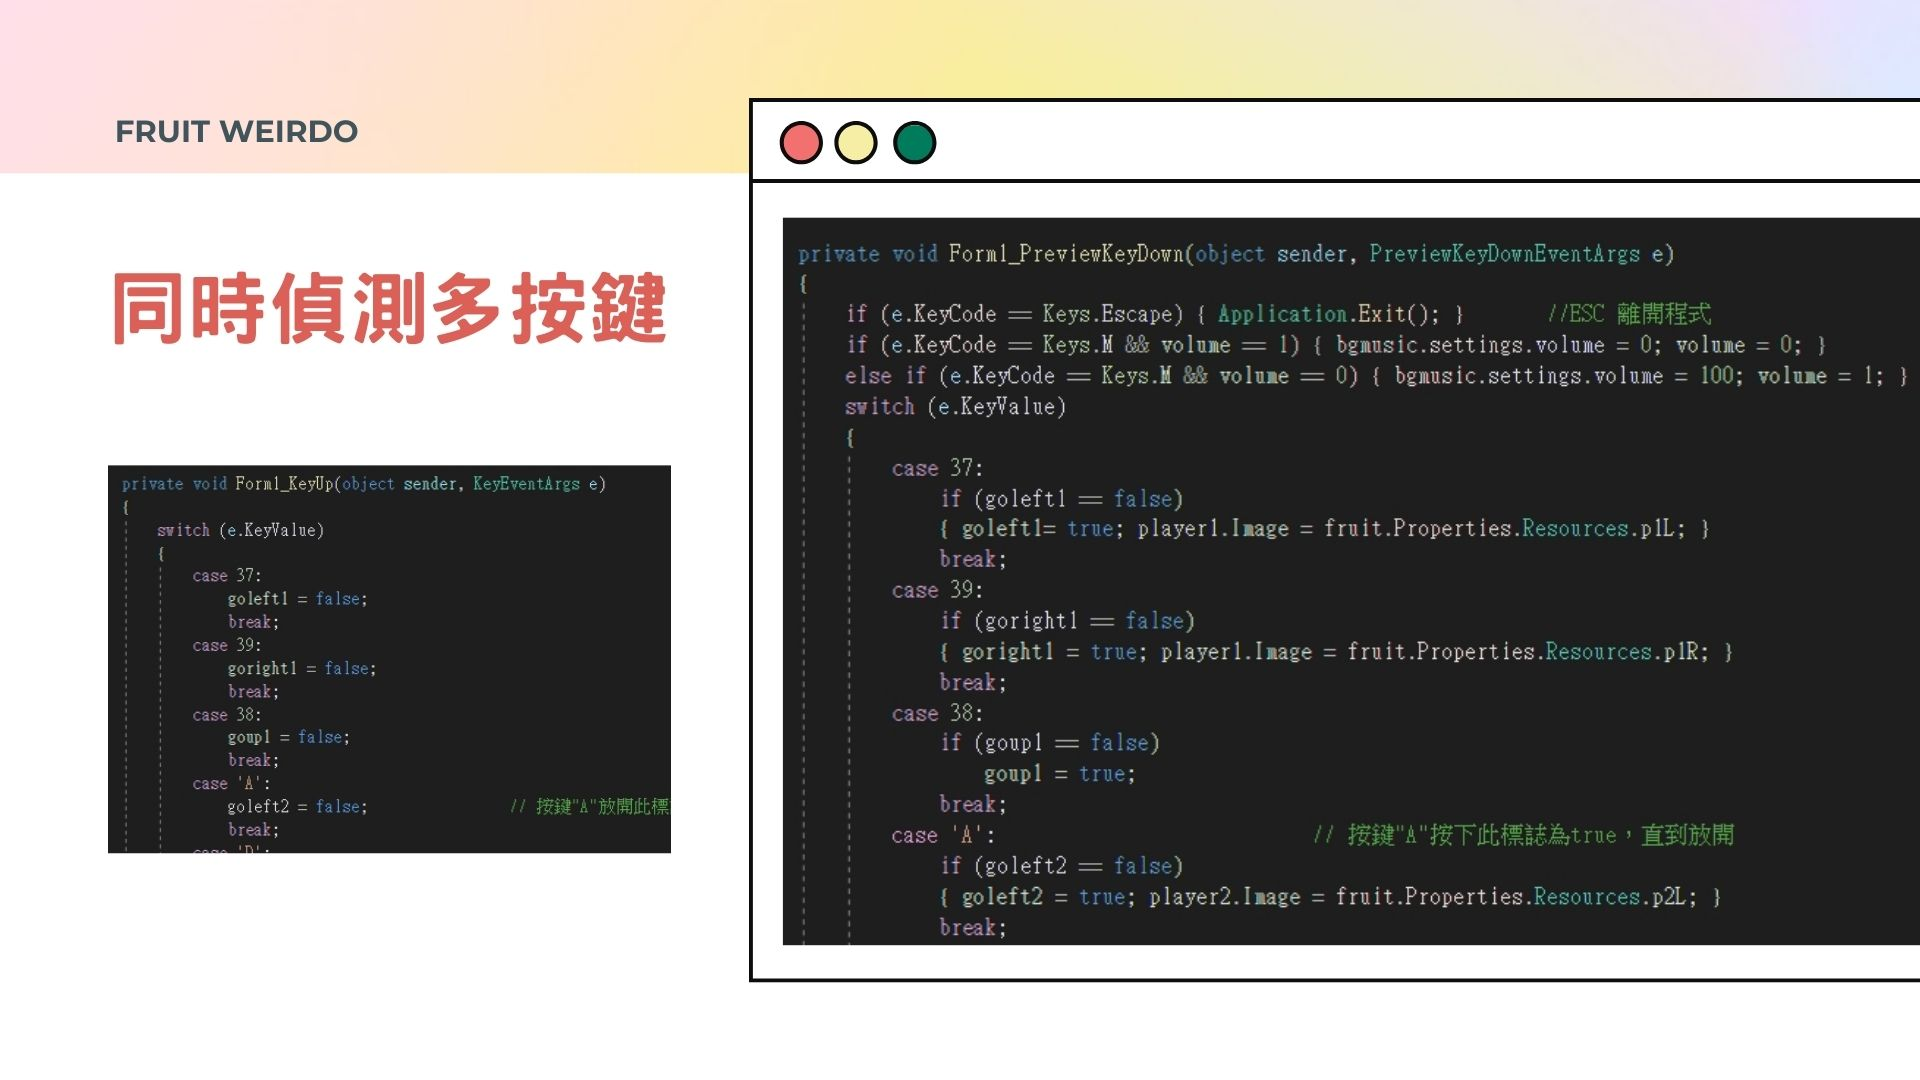 FRUIT WEIRDO
同時偵測多按鍵
private void Form1_KeyUp(object sender, KeyEventArgs e)
{
switch (e.KeyValue)
{
case 37:
goleft1 = false;
break;
case 39:
goright1 = false;
break;
case 38:
goup1 = false;
break;
case 'A':
goleft2 = false; // 按鍵"A"放開此標
break;
case 'D':
private void Form1_PreviewKeyDown(object sender, PreviewKeyDownEventArgs e)
{
if (e.KeyCode == Keys.Escape) { Application.Exit(); } //ESC 離開程式
if (e.KeyCode == Keys.M && volume == 1) { bgmusic.settings.volume = 0; volume = 0; }
else if (e.KeyCode == Keys.M && volume == 0) { bgmusic.settings.volume = 100; volume = 1; }
switch (e.KeyValue)
{
case 37:
if (goleft1 == false)
{ goleft1= true; player1.Image = fruit.Properties.Resources.p1L; }
break;
case 39:
if (goright1 == false)
{ goright1 = true; player1.Image = fruit.Properties.Resources.p1R; }
break;
case 38:
if (goup1 == false)
goup1 = true;
break;
case 'A': // 按鍵"A"按下此標誌為true，直到放開
if (goleft2 == false)
{ goleft2 = true; player2.Image = fruit.Properties.Resources.p2L; }
break;